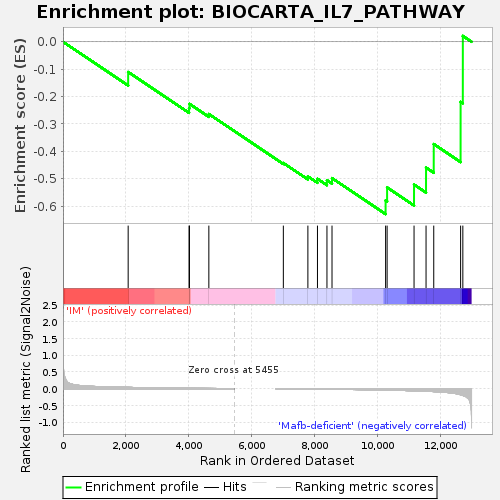 Enrichment plot: BIOCARTA_IL7_PATHWAY
Enrichment score (ES)
0.0
-0.1
-0.2
-0.3
-0.4
-0.5
-0.6
'IM' (positively correlated)
Ranked list metric (Signal2Noise)
2.5
2.0
1.5
1.0
0.5
0.0
-0.5
-1.0
Zero cross at 5455
'Mafb-deficient' (negatively correlated)
0 2,000 4,000 6,000 8,000 10,000 12,000
Rank in Ordered Dataset
Enrichment profile Hits Ranking metric scores